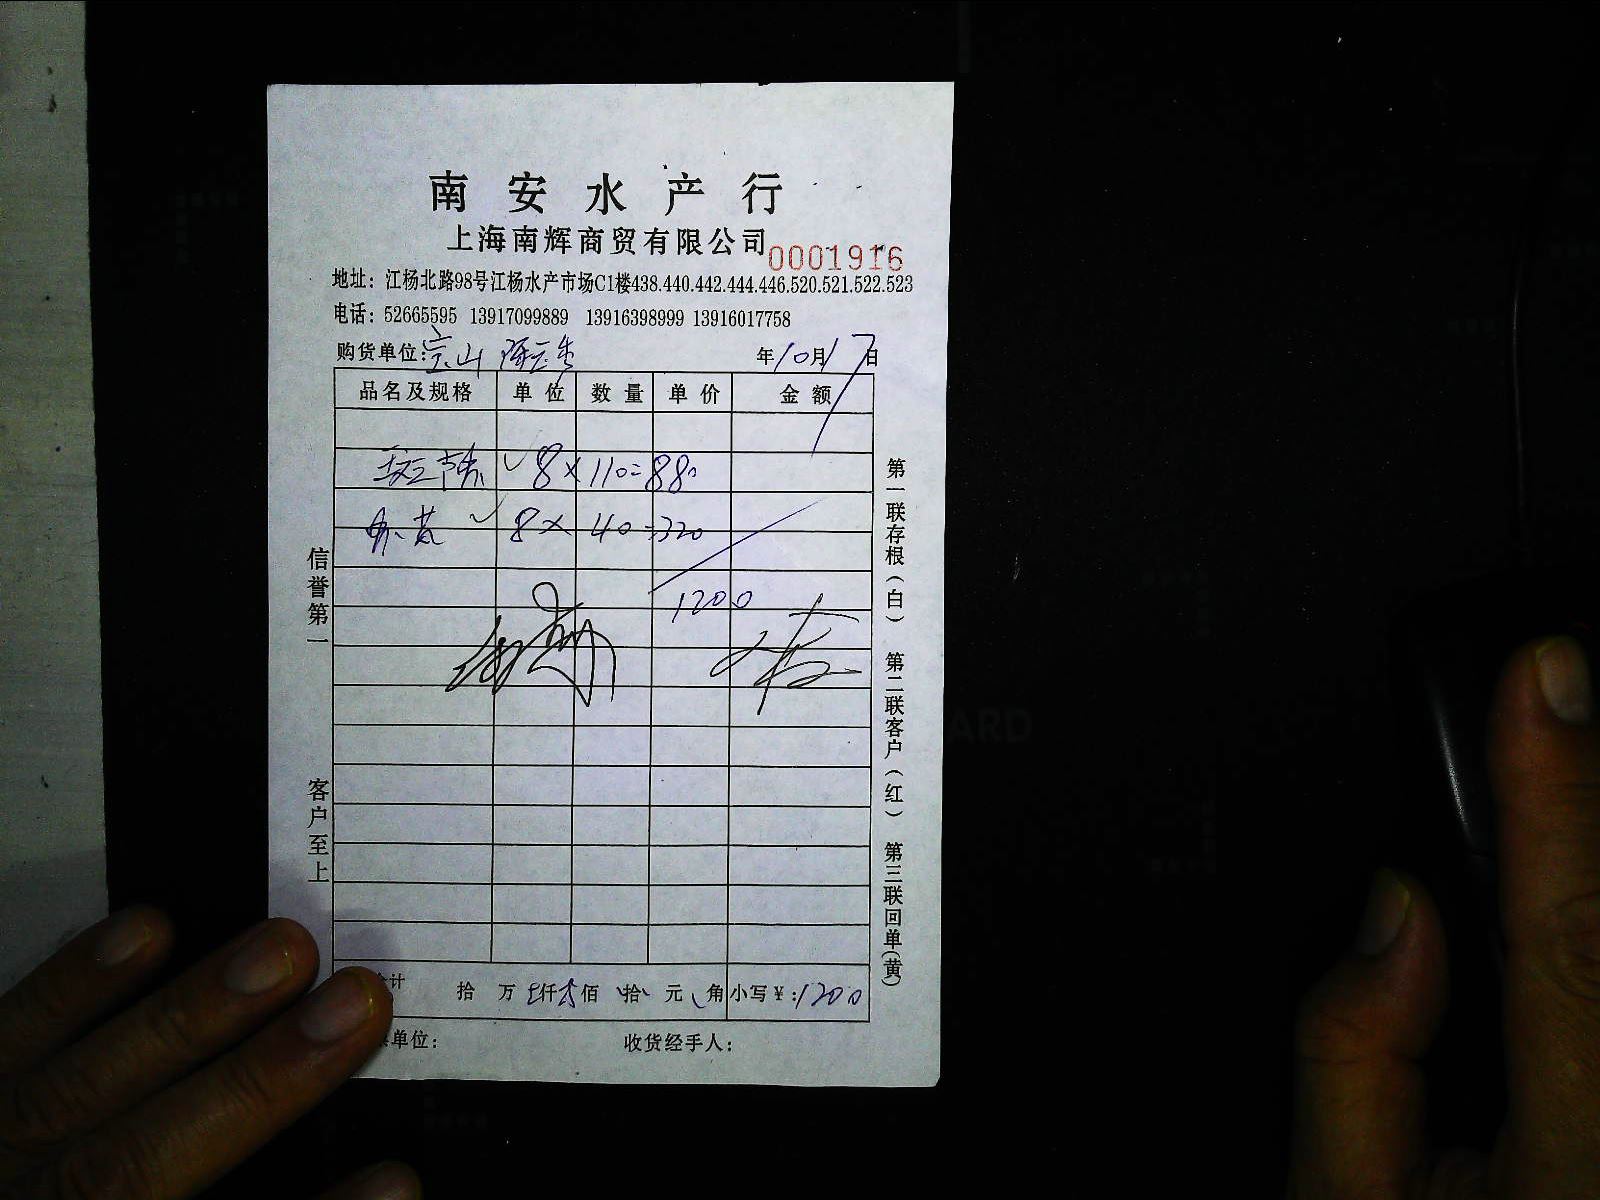 南安水产行
上海南辉商贸有限公司
0001916
地址：江杨北路98号江杨水产市场C1楼438.440.442.444.446.520.521.522.523
电话：52665595 13917099889 13916398999 13916017758
购货单位：宝山
年10月17日
品名及规格 单位 数量 单价 金额
8×110=880
8×40=320
1200
信誉第一 客户至上
第一联存根（白） 第二联客户（红） 第三联回单（黄）
合计 拾 万 仟 佰 拾 元 角 小写¥：1200
单位：
收货经手人：